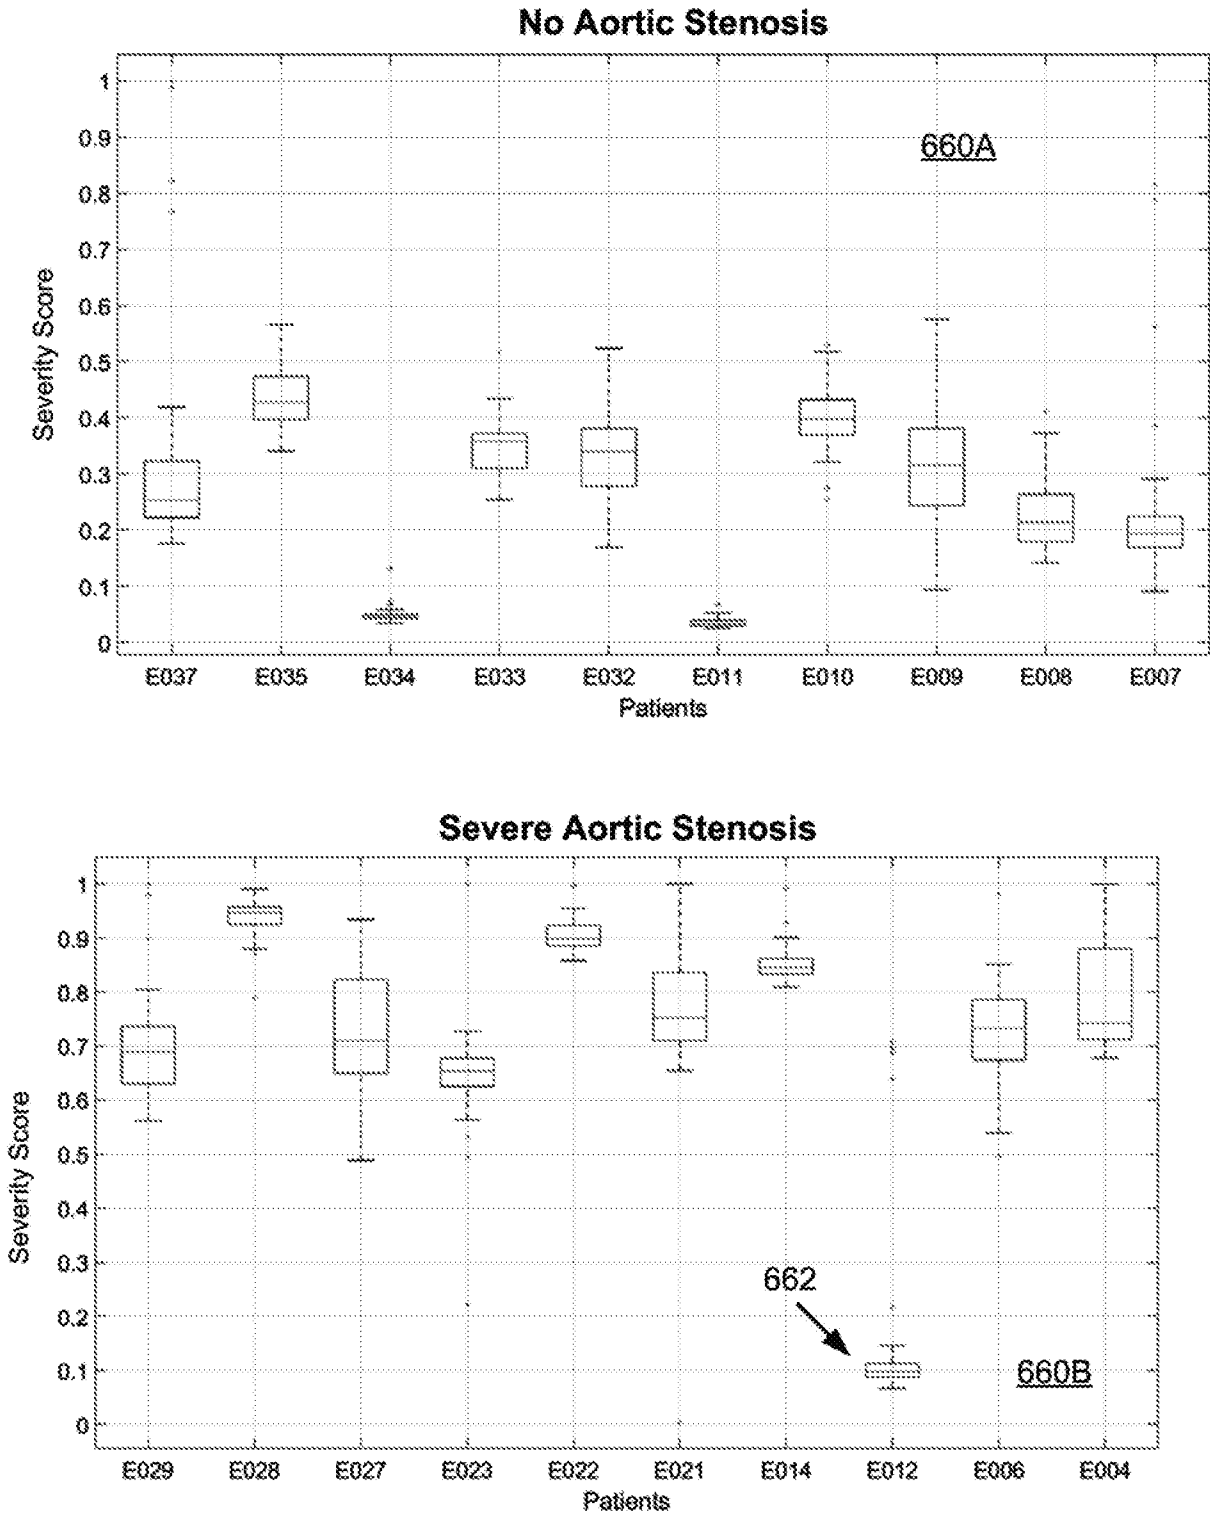 No Aortic Stenosis
1
0.9
660A
0.8
0.7
0.6
0.5
0.4
0.3
0.2
0.1
0
Severity Score
E037 E035 E034 E033 E032 E011 E010 E009 E008 E007
Patients
Severe Aortic Stenosis
1
0.9
0.8
0.7
0.6
0.5
0.4
0.3
662
0.2
0.1
660B
0
Severity Score
E029 E028 E027 E023 E022 E021 E014 E012 E006 E004
Patients